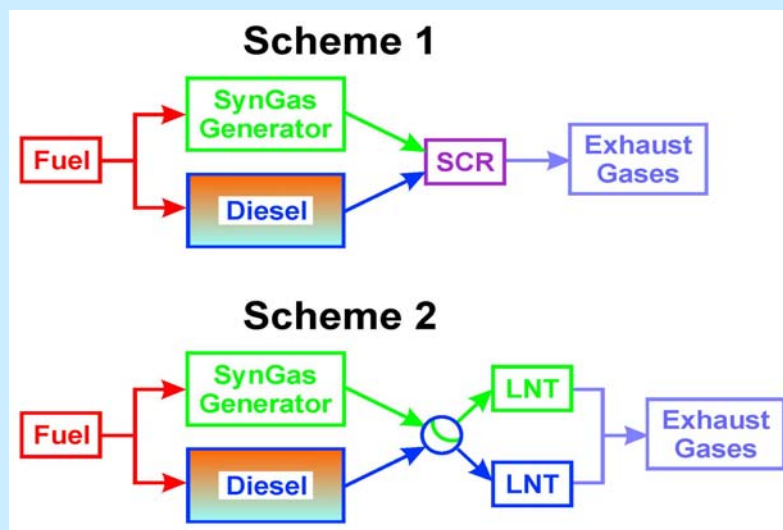 Scheme 1
SynGas
Generator
Fuel
Diesel
SCR
Exhaust
Gases
Scheme 2
SynGas
Generator
Fuel
Diesel
LNT
LNT
Exhaust
Gases